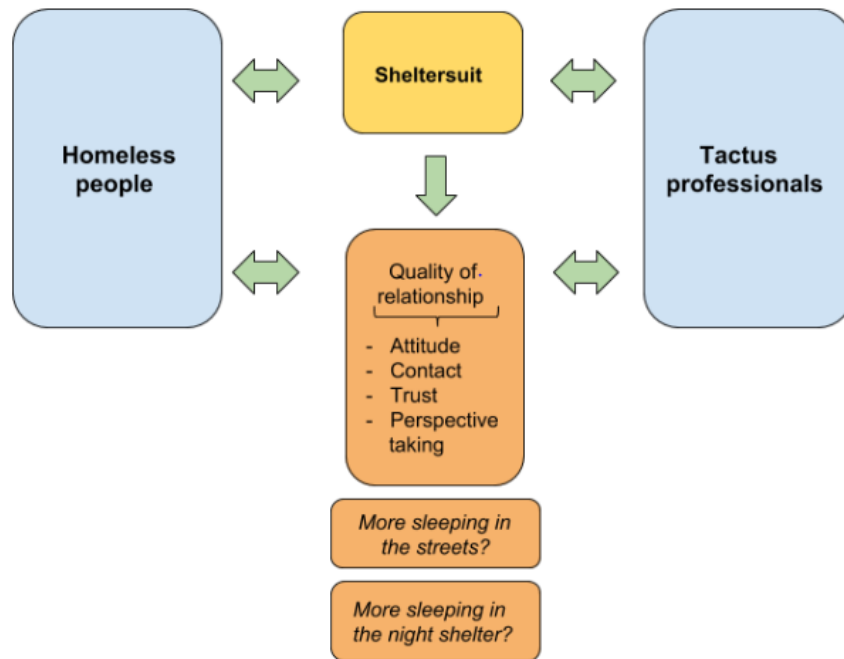 Sheltersuit
Homeless
people
Tactus
professionals
Quality of
relationship
- Attitude
- Contact
- Trust
- Perspective
taking
More sleeping in
the streets?
More sleeping in
the night shelter?